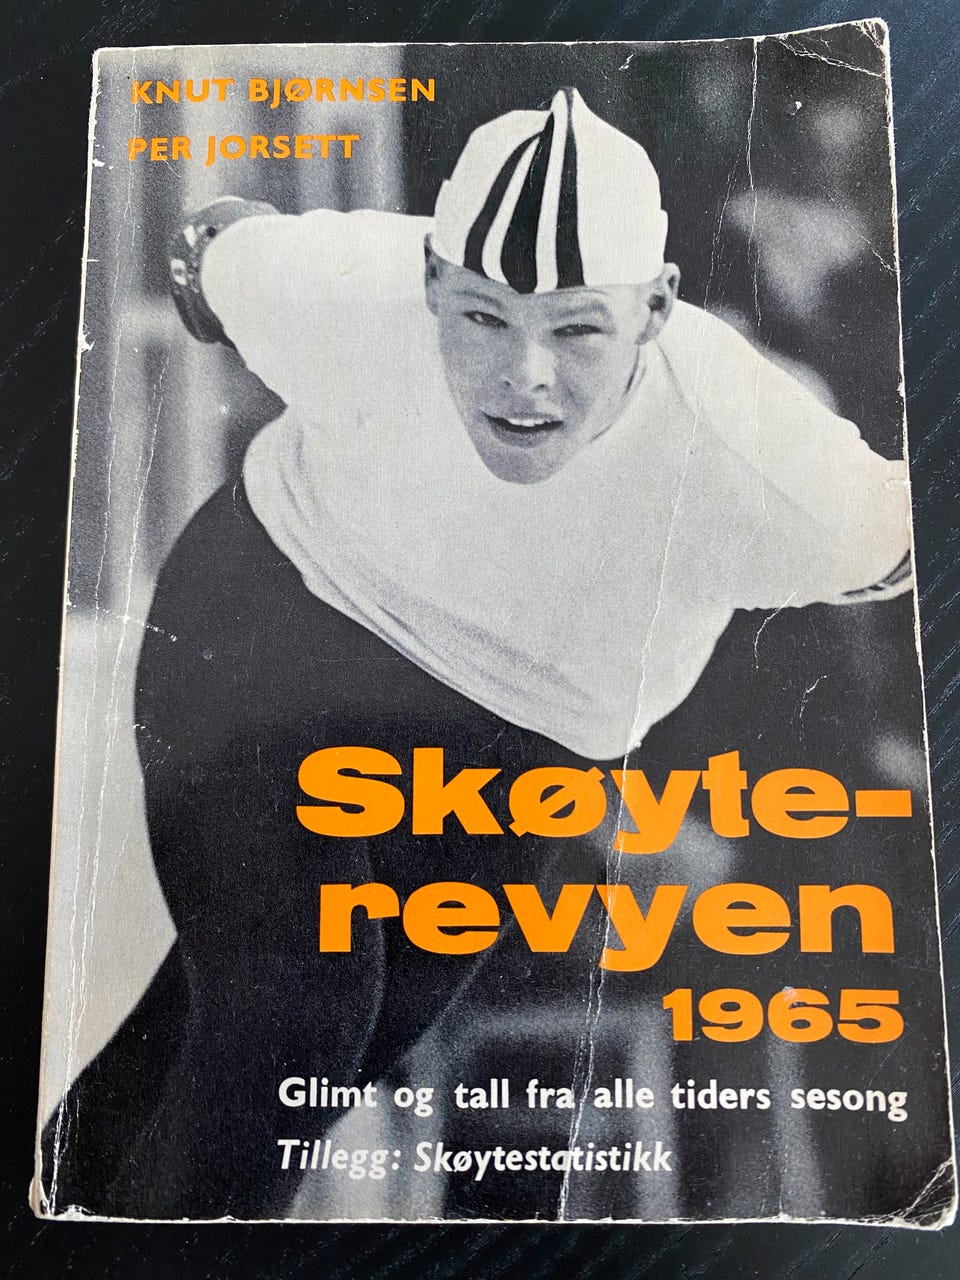 KNUT BJØRNSEN
PER JORSETT
Skøyte-
revyen
1965
Glimt og tall fra alle tiders sesong
Tillegg: Skøytestatistikk